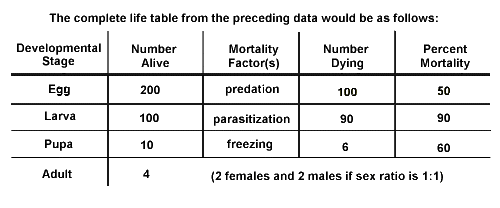 The complete life table from the preceding data would be as follows:
Developmental Stage Number Alive Mortality Factor(s) Number Dying Percent Mortality
Egg 200 predation 100 50
Larva 100 parasitization 90 90
Pupa 10 freezing 6 60
Adult 4 (2 females and 2 males if sex ratio is 1:1)